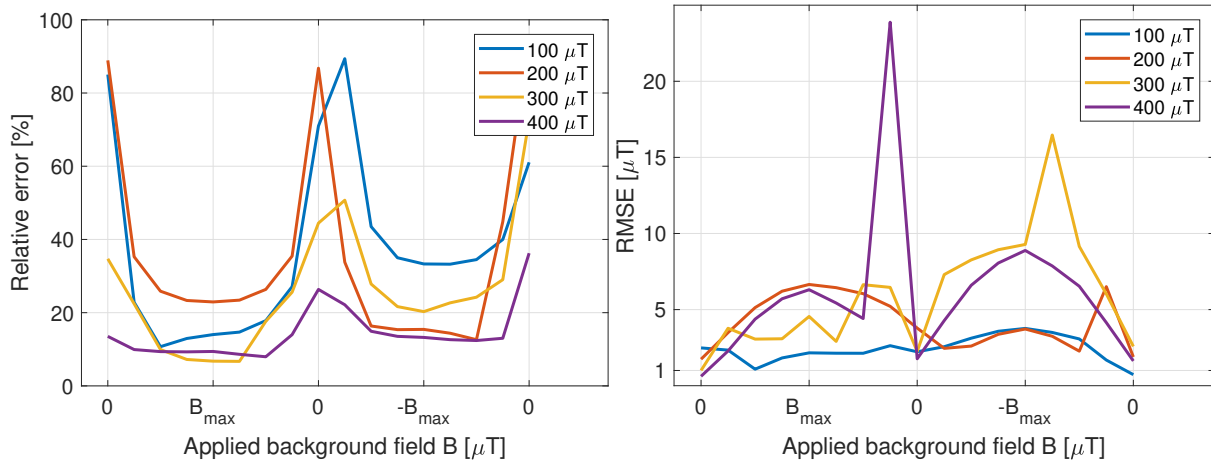 Relative error [%]
100
80
60
40
20
0
100 μT
200 μT
300 μT
400 μT
0
B_max
0
-B_max
0
Applied background field B [μT]
RMSE [μT]
20
15
10
5
1
100 μT
200 μT
300 μT
400 μT
0
B_max
0
-B_max
0
Applied background field B [μT]